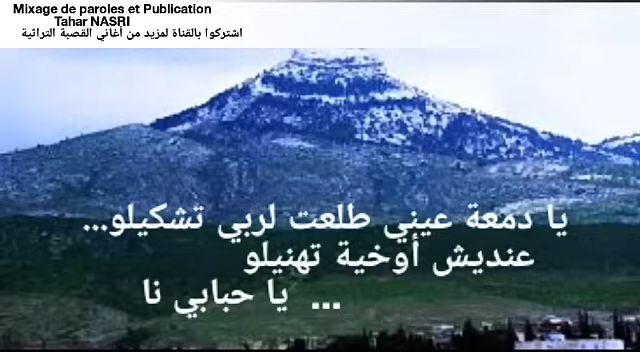 Mixage de paroles et Publication
Tahar NASRI
اشتركوا بالقناة لمزيد من أغاني القصبة التراثية
يا دمعة عيني طلعت لربي تشكيلو...
عنديش أوخية تهنيلو
... يا حبابي نا